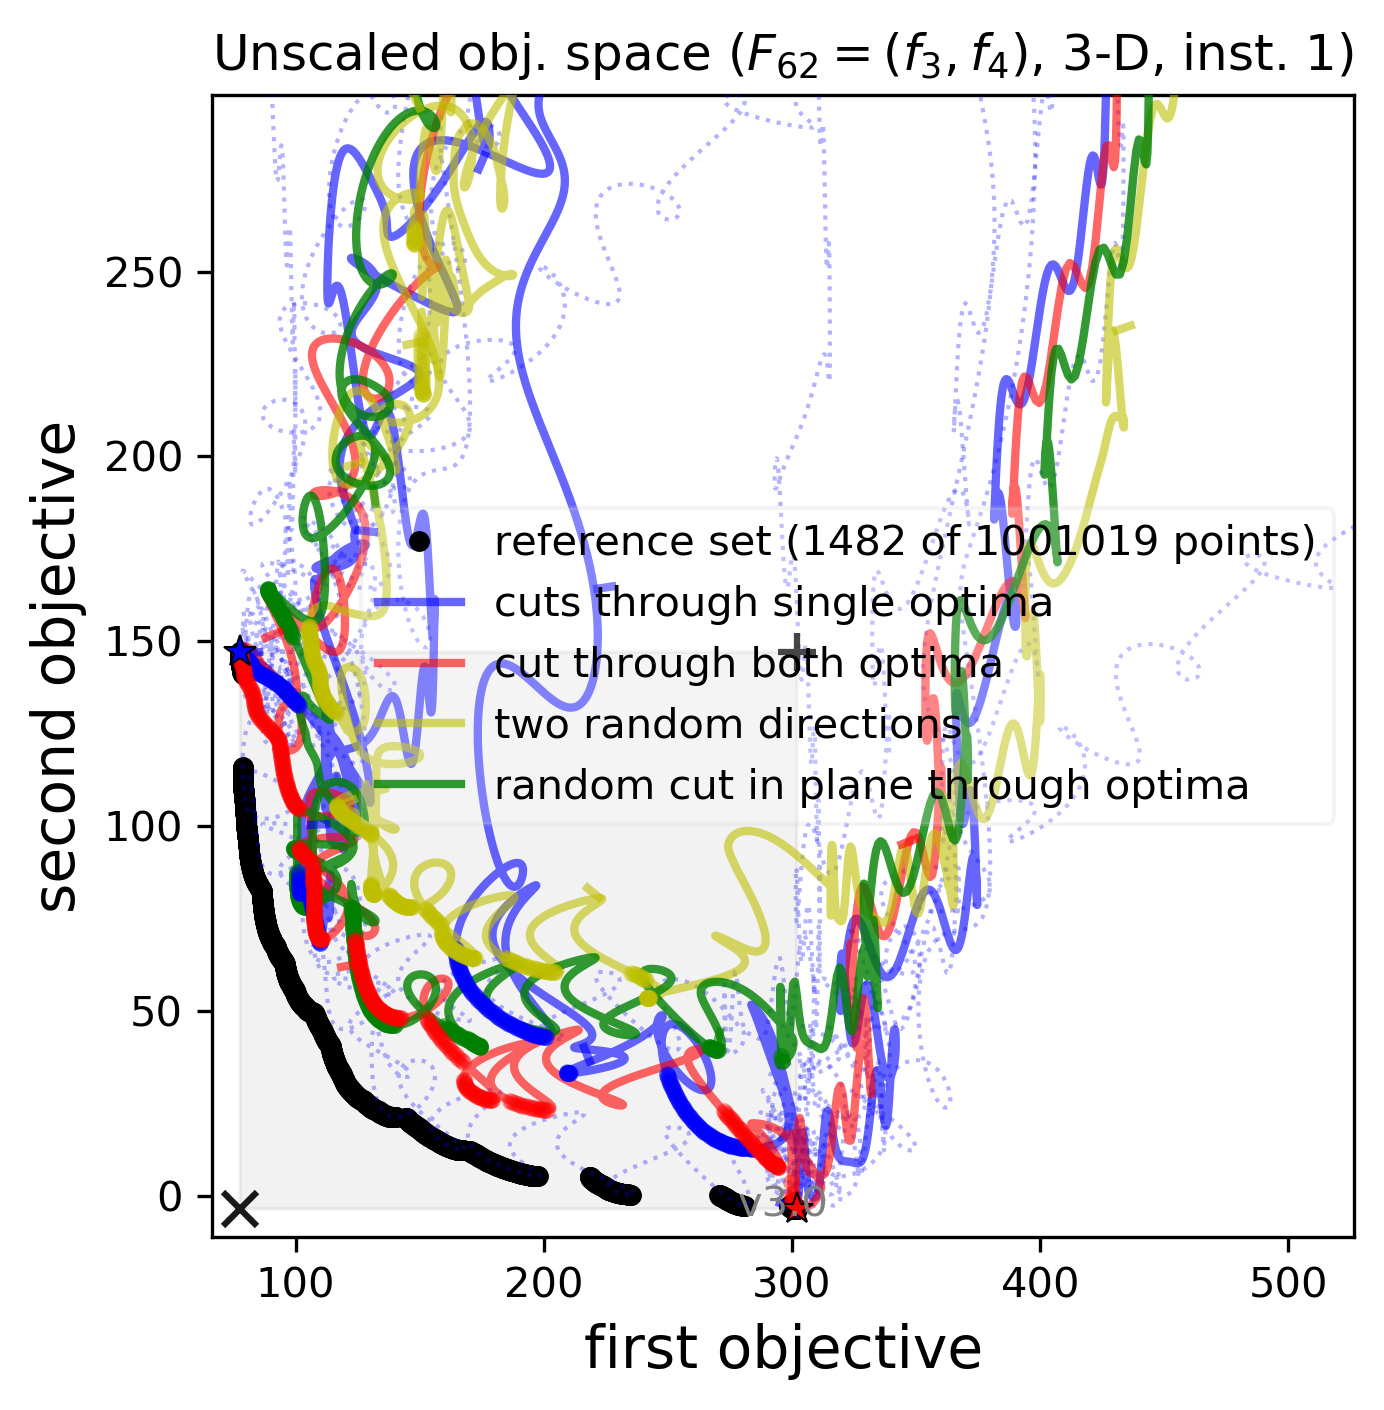 Unscaled obj. space (F62 = (f3, f4), 3-D, inst. 1)
second objective
250
200
150
100
50
0
reference set (1482 of 1001019 points)
cuts through single optima
cut through both optima
two random directions
random cut in plane through optima
v3.0
100 200 300 400 500
first objective